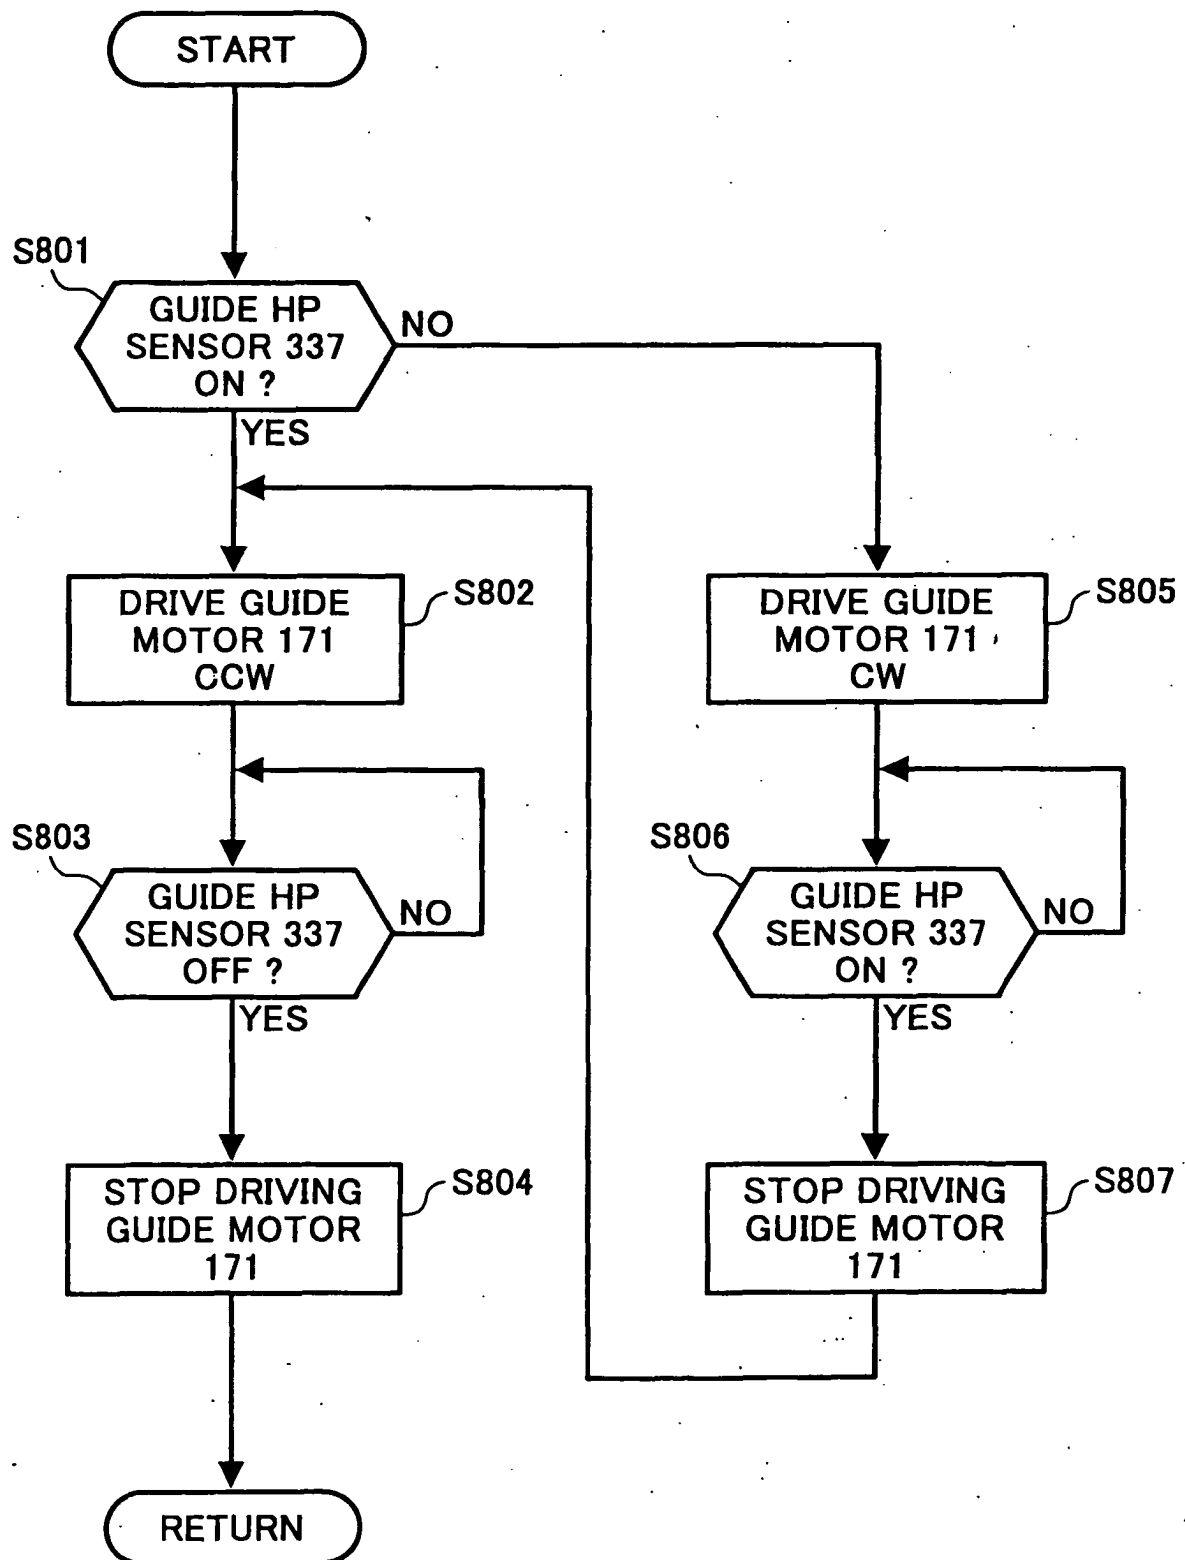 START
S801
GUIDE HP
SENSOR 337
ON ?
NO
YES
DRIVE GUIDE
MOTOR 171
CCW
S802
DRIVE GUIDE
MOTOR 171
CW
S805
S803
GUIDE HP
SENSOR 337
OFF ?
NO
YES
S806
GUIDE HP
SENSOR 337
ON ?
NO
YES
STOP DRIVING
GUIDE MOTOR
171
S804
STOP DRIVING
GUIDE MOTOR
171
S807
RETURN